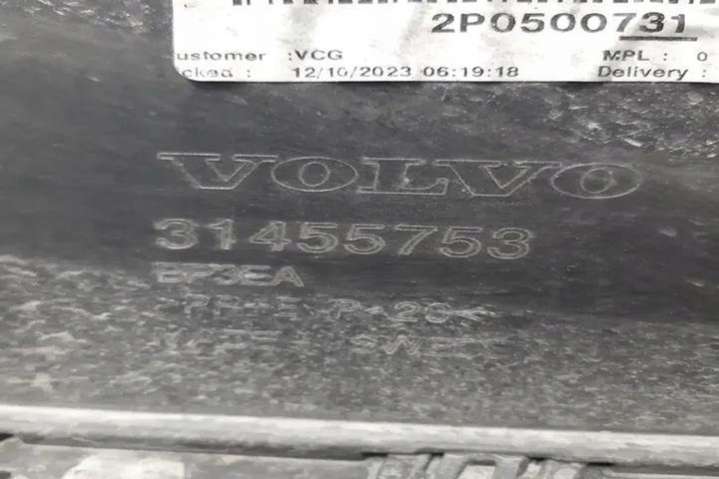 2P0500731
ustomer :VCG MPL : 0
cked : 12/10/2023 06:19:18 Delivery :
VOLVO
31455753
EP3EA